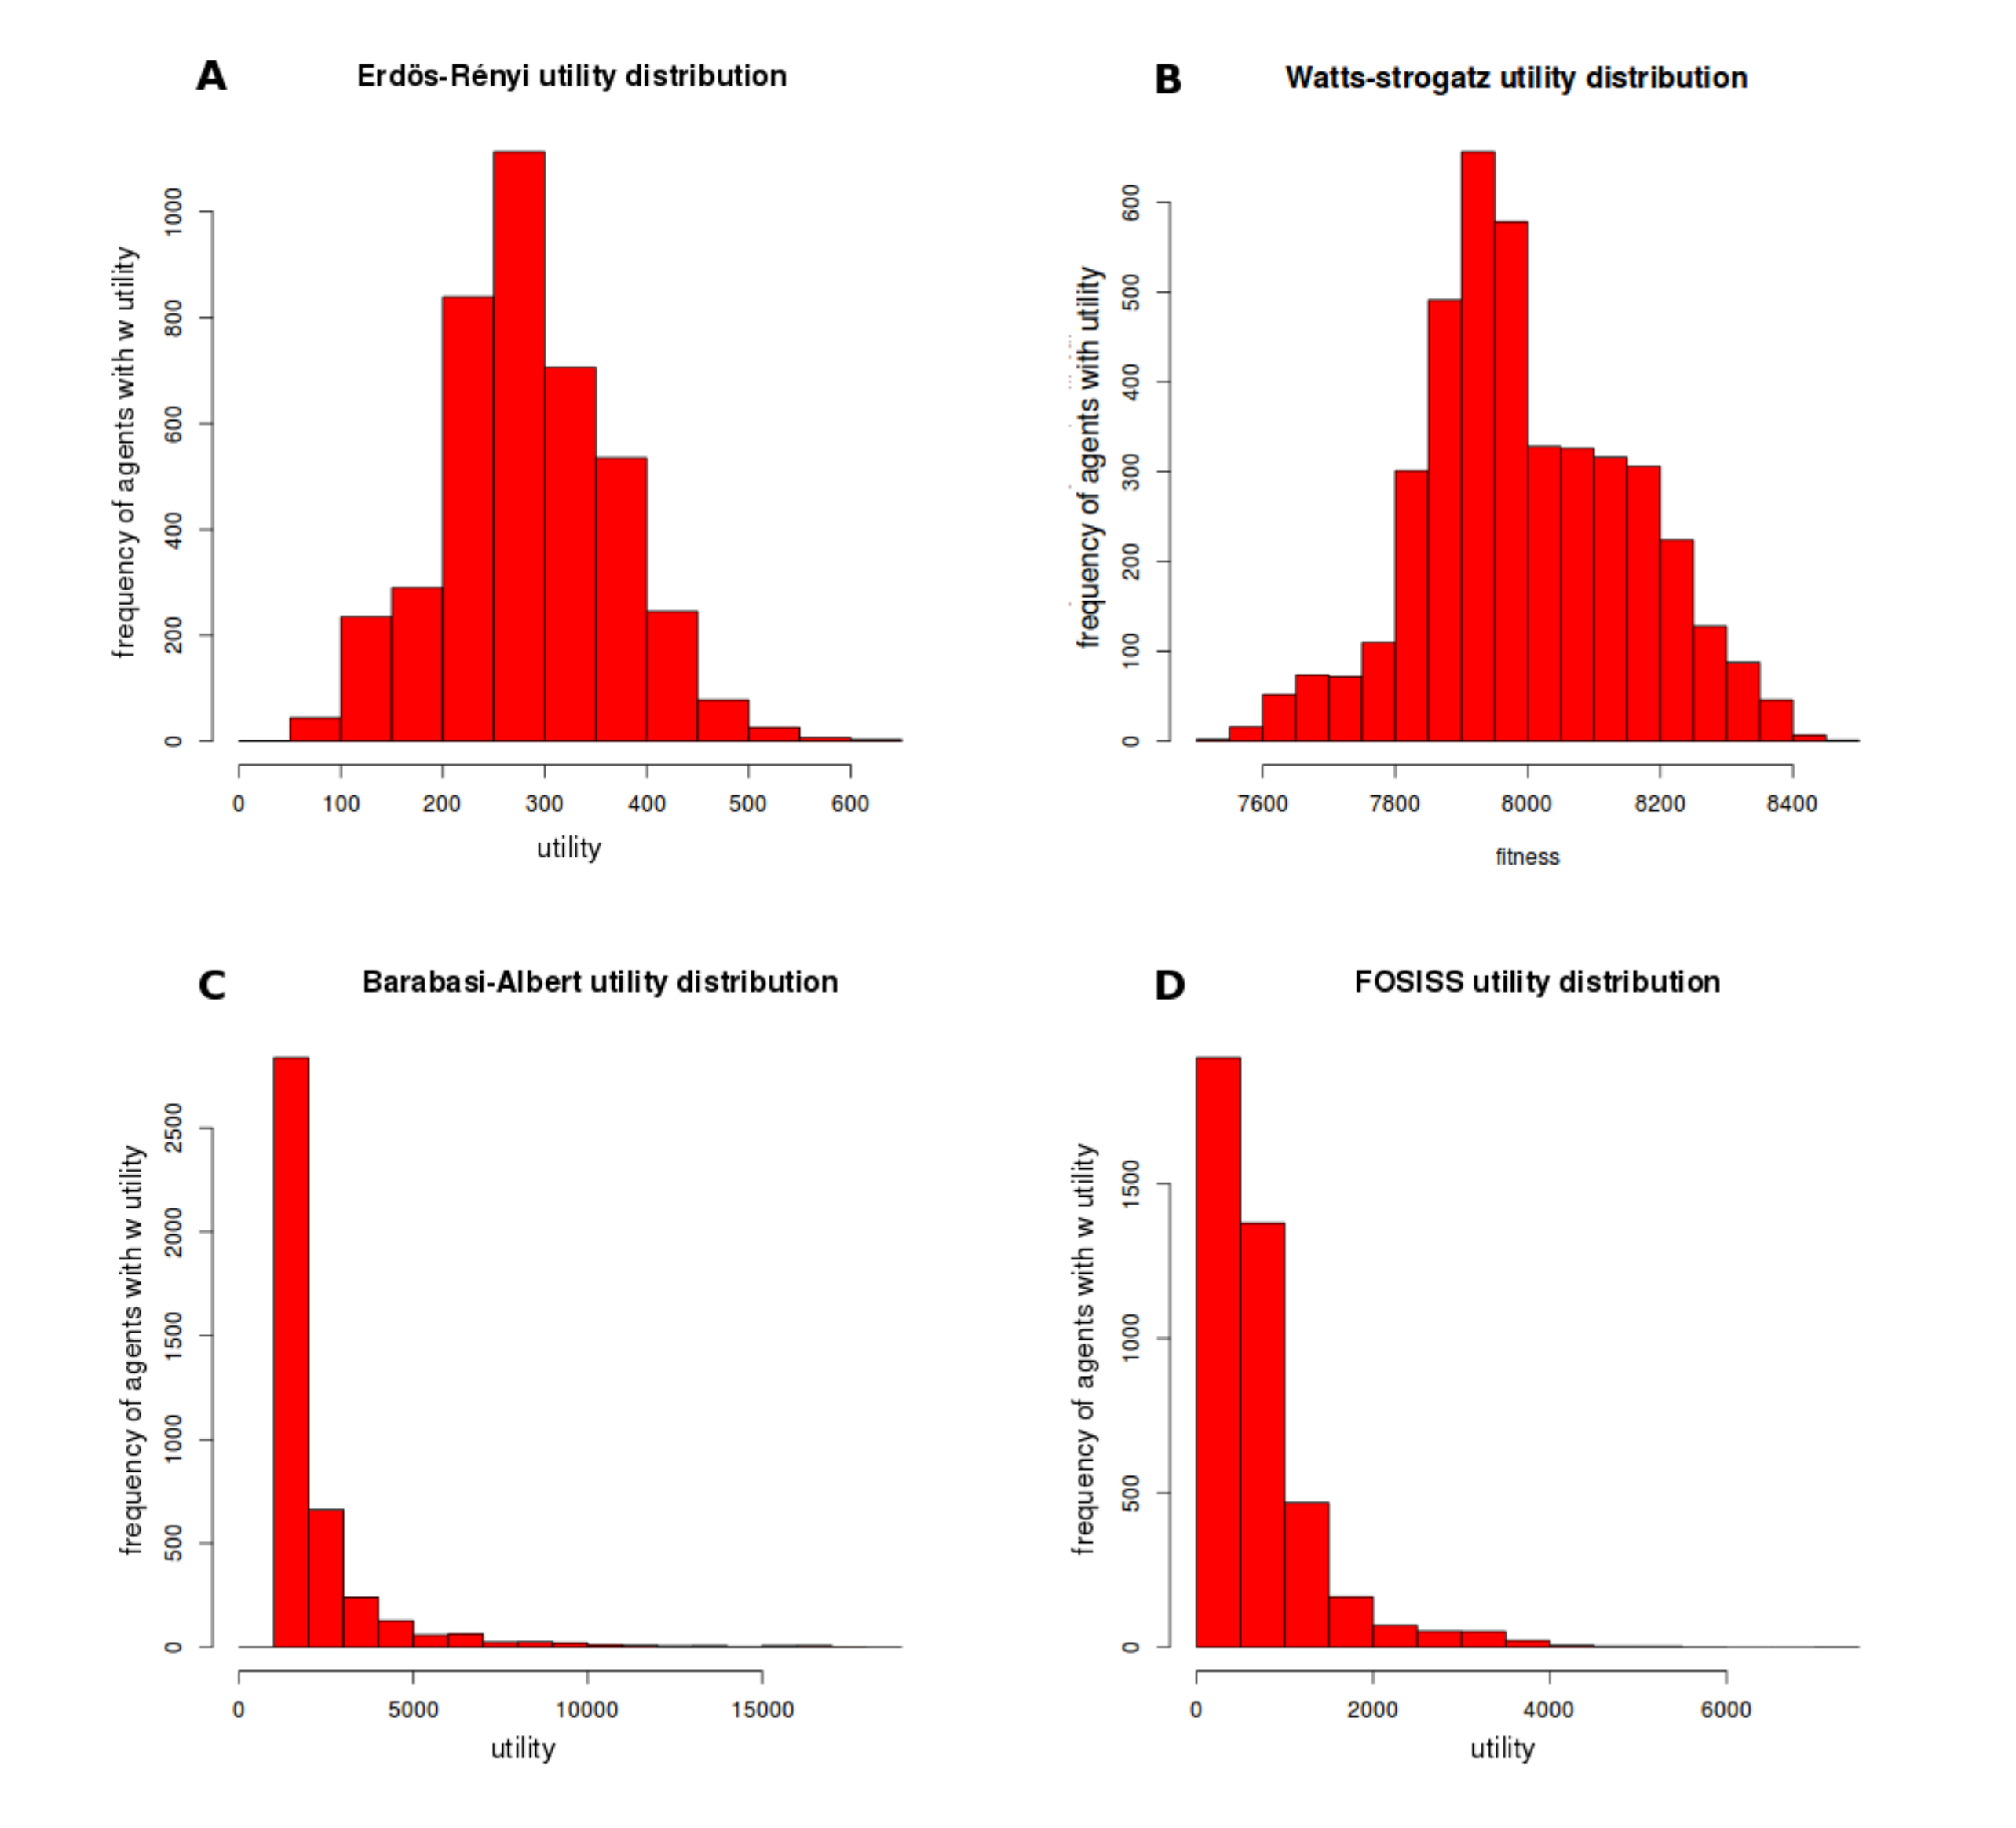 A Erdös-Rényi utility distribution
frequency of agents with w utility
1000
800
600
400
200
0
0 100 200 300 400 500 600
utility
B Watts-strogatz utility distribution
frequency of agents with utility
600
500
400
300
200
100
0
7600 7800 8000 8200 8400
fitness
C Barabasi-Albert utility distribution
frequency of agents with w utility
2500
2000
1500
1000
500
0
0 5000 10000 15000
utility
D FOSISS utility distribution
frequency of agents with w utility
1500
1000
500
0
0 2000 4000 6000
utility